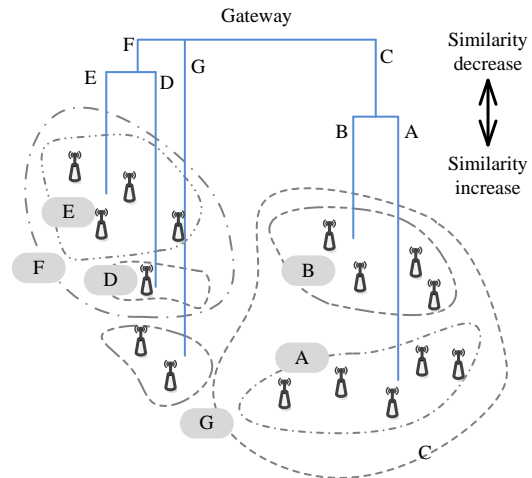 Gateway
Similarity
decrease
F
C
G
E
D
B
A
Similarity
increase
E
B
F
D
A
G
C